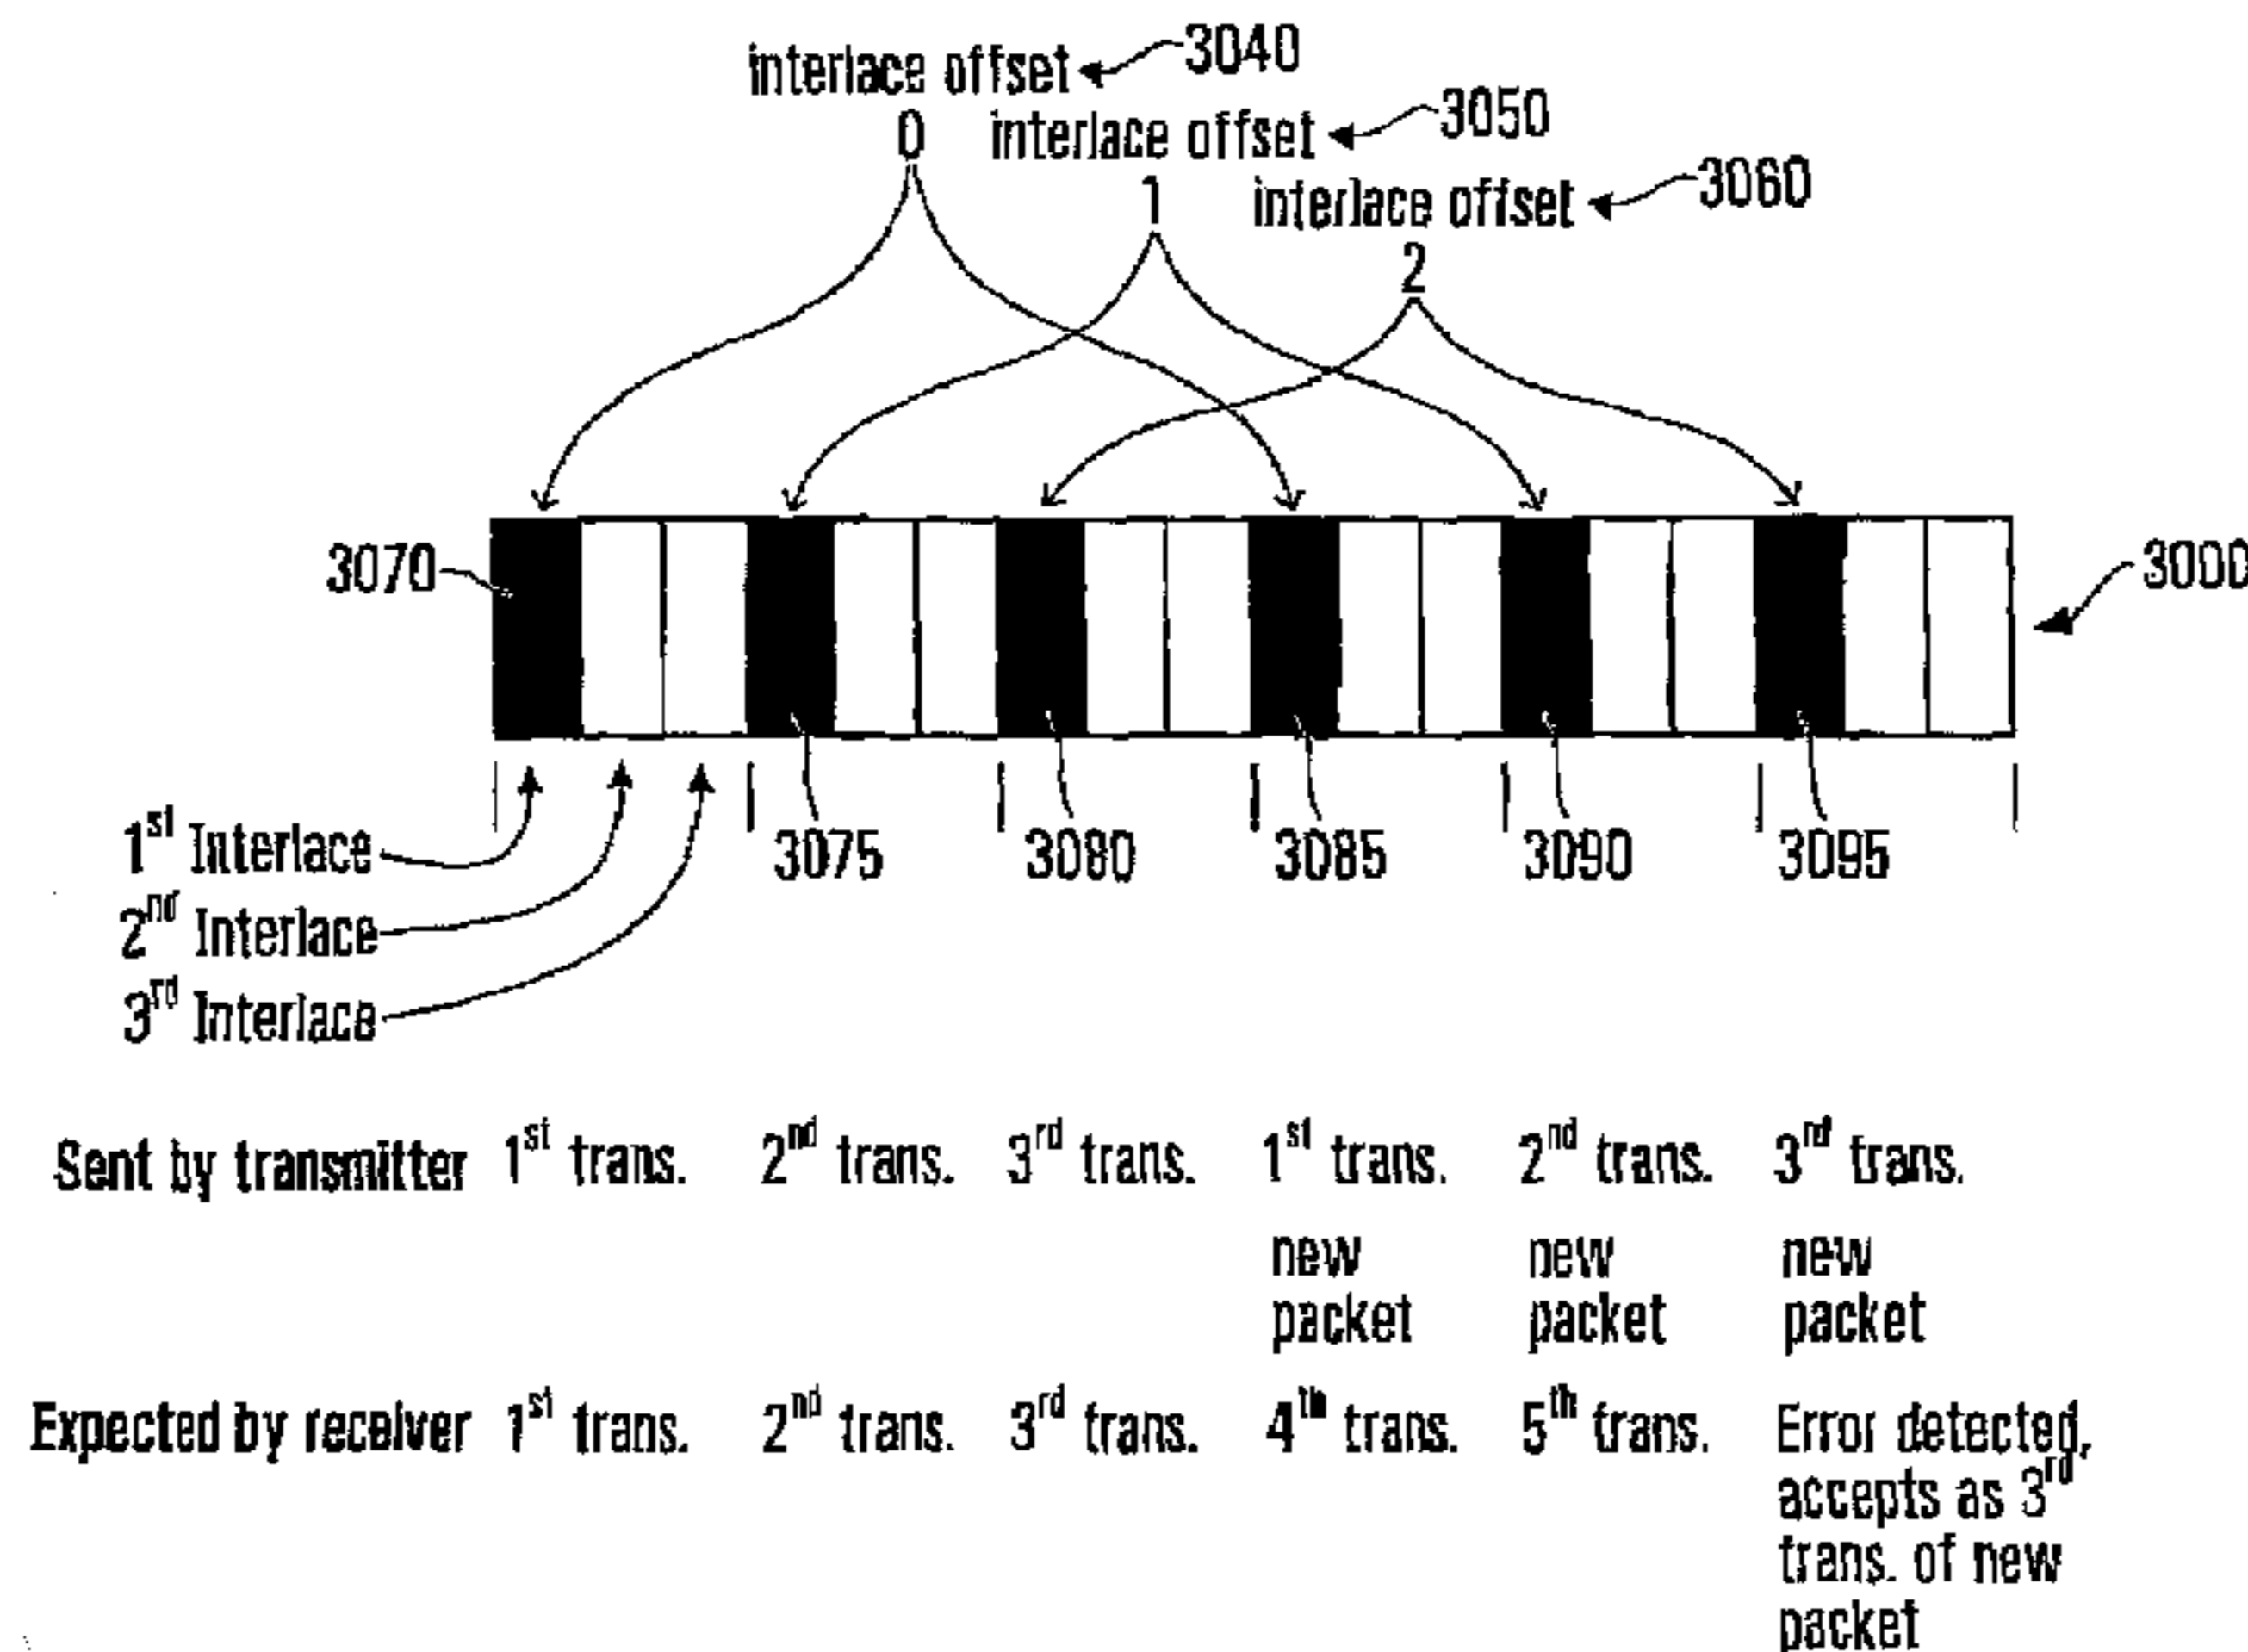 interlace offset 3040
0
interlace offset 3050
1
interlace offset 3060
2
3070
3000
3075 3080 3085 3090 3095
1st Interlace
2nd Interlace
3rd Interlace
Sent by transmitter 1st trans. 2nd trans. 3rd trans. 1st trans. 2nd trans. 3rd trans.
new new new
packet packet packet
Expected by receiver 1st trans. 2nd trans. 3rd trans. 4th trans. 5th trans. Error detected,
accepts as 3rd
trans. of new
packet